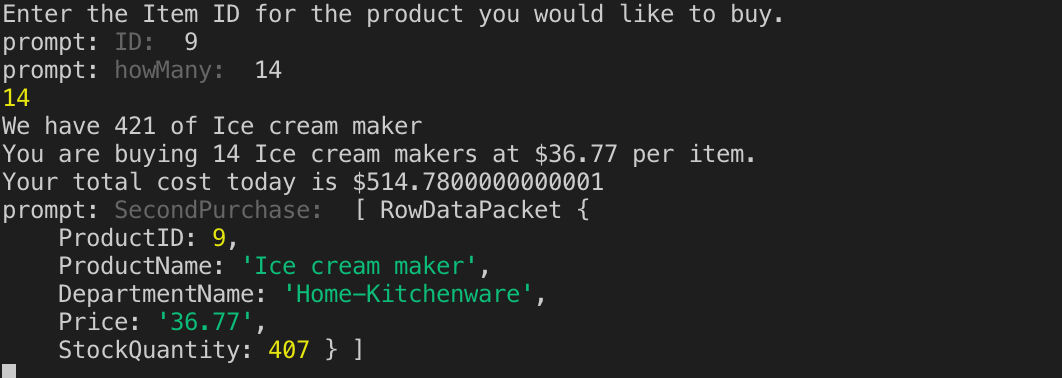 Enter the Item ID for the product you would like to buy.
prompt: ID:  9
prompt: howMany:  14
14
We have 421 of Ice cream maker
You are buying 14 Ice cream makers at $36.77 per item.
Your total cost today is $514.7800000000001
prompt: SecondPurchase:  [ RowDataPacket {
    ProductID: 9,
    ProductName: 'Ice cream maker',
    DepartmentName: 'Home-Kitchenware',
    Price: '36.77',
    StockQuantity: 407 } ]